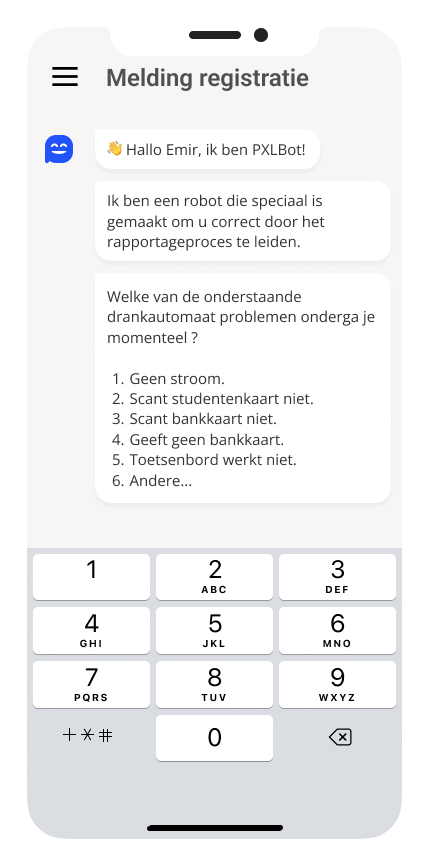 Melding registratie
👋 Hallo Emir, ik ben PXLBot!
Ik ben een robot die speciaal is
gemaakt om u correct door het
rapportageproces te leiden.
Welke van de onderstaande
drankautomaat problemen onderga je
momenteel ?
1. Geen stroom.
2. Scant studentenkaart niet.
3. Scant bankkaart niet.
4. Geeft geen bankkaart.
5. Toetsenbord werkt niet.
6. Andere...
1 2 3
ABC DEF
4 5 6
GHI JKL MNO
7 8 9
PQRS TUV WXYZ
+ * # 0